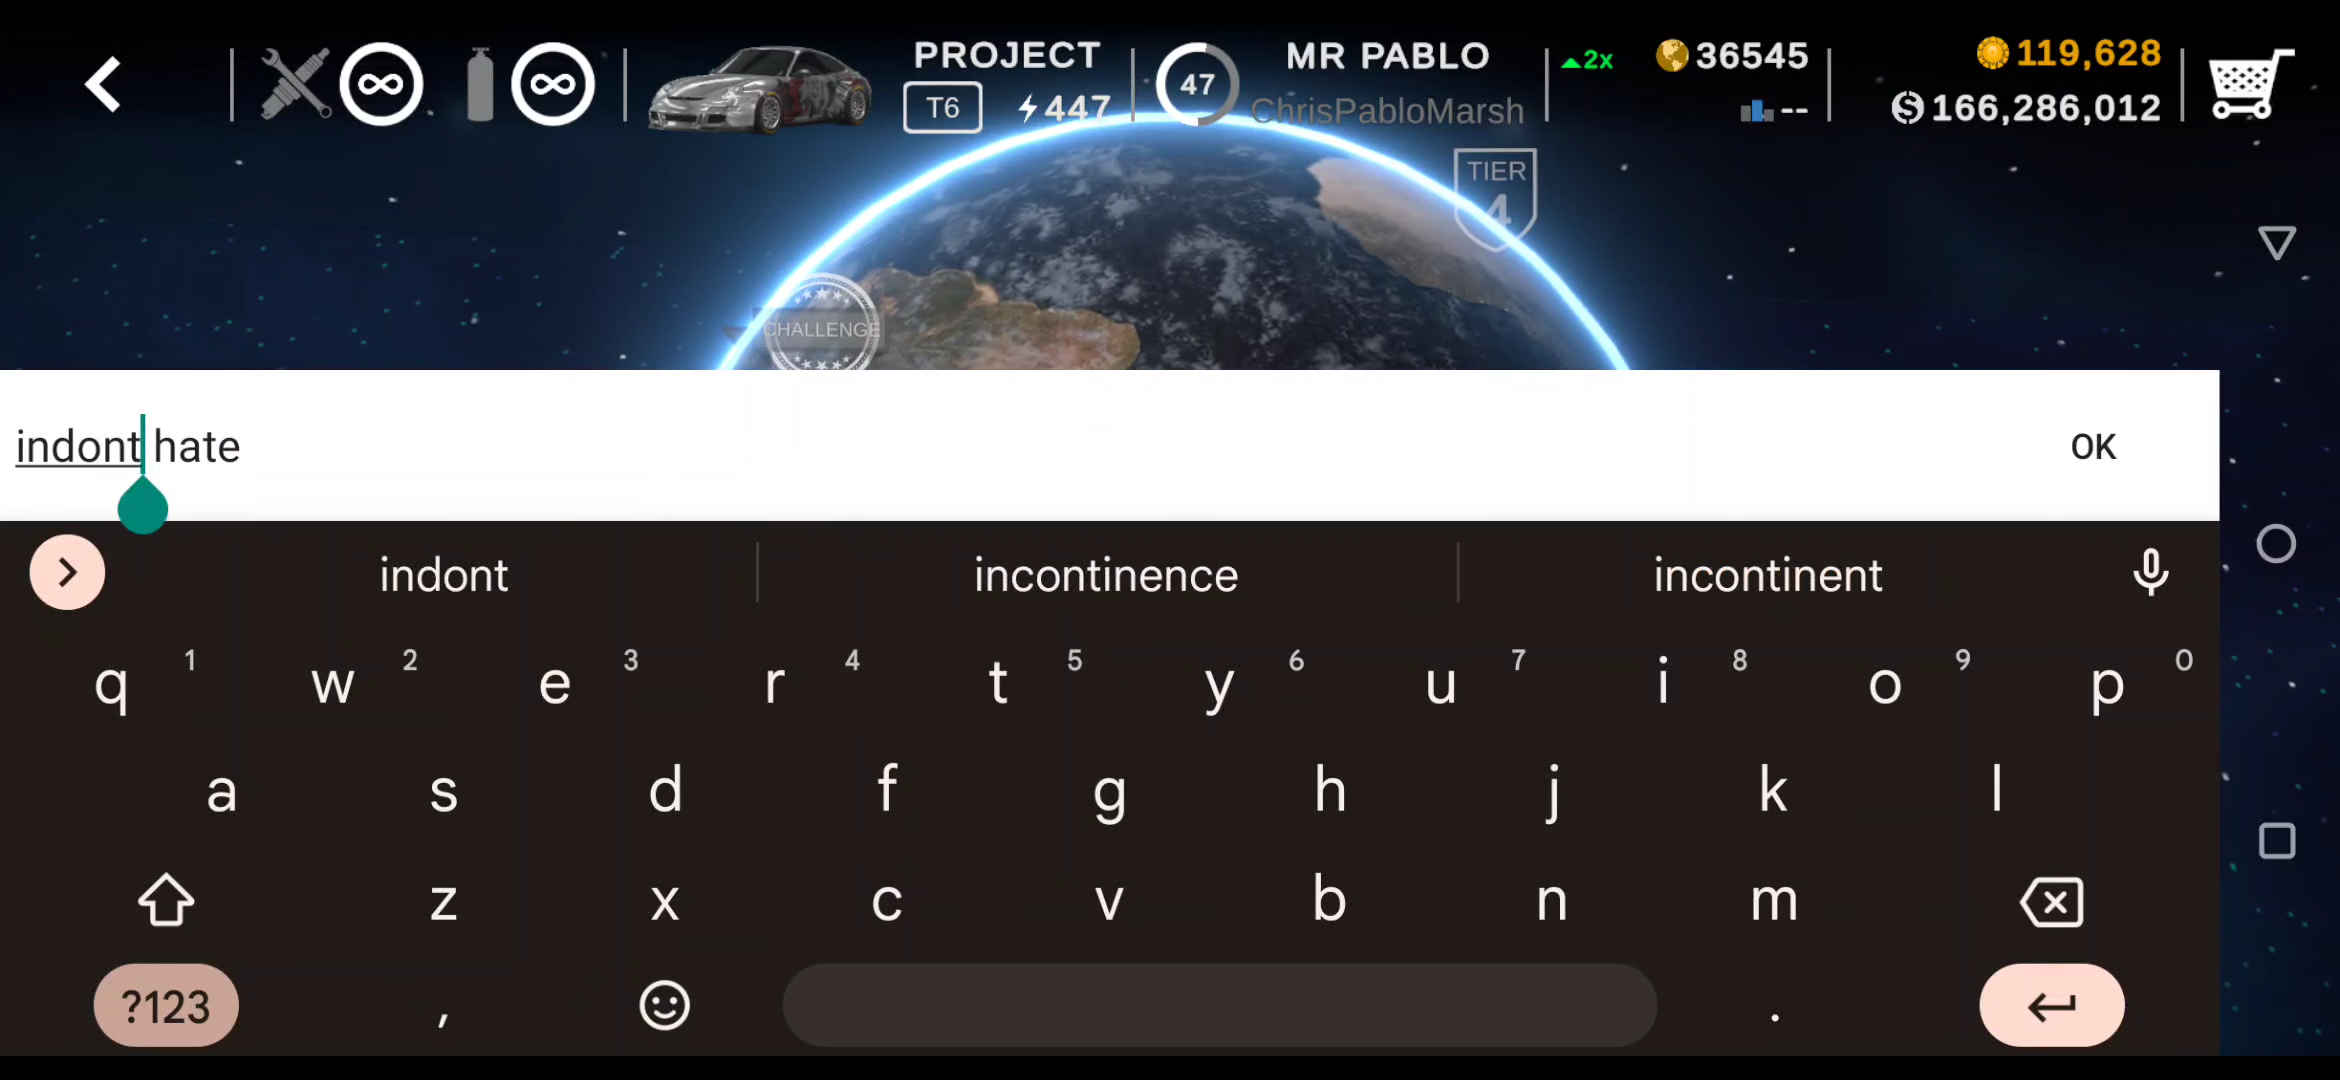 PROJECT
T6 447
47
MR PABLO
ChrisPabloMarsh
2x 36545
--
119,628
166,286,012
TIER
4
CHALLENGE
indont hate
OK
indont incontinence incontinent
q 1 w 2 e 3 r 4 t 5 y 6 u 7 i 8 o 9 p 0
a s d f g h j k l
z x c v b n m
?123 , .